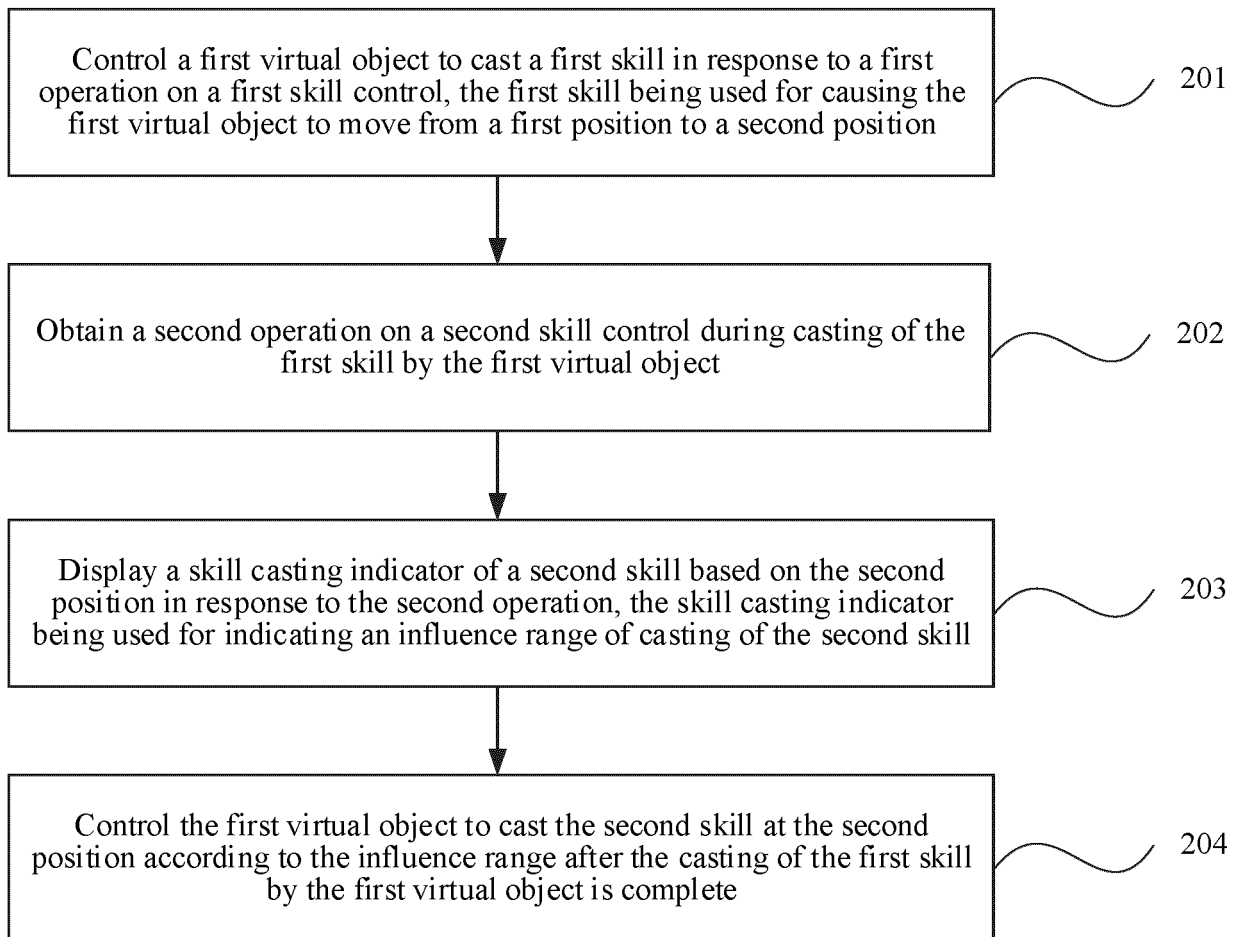 Control a first virtual object to cast a first skill in response to a first
operation on a first skill control, the first skill being used for causing the
first virtual object to move from a first position to a second position
201
Obtain a second operation on a second skill control during casting of the
first skill by the first virtual object
202
Display a skill casting indicator of a second skill based on the second
position in response to the second operation, the skill casting indicator
being used for indicating an influence range of casting of the second skill
203
Control the first virtual object to cast the second skill at the second
position according to the influence range after the casting of the first skill
by the first virtual object is complete
204